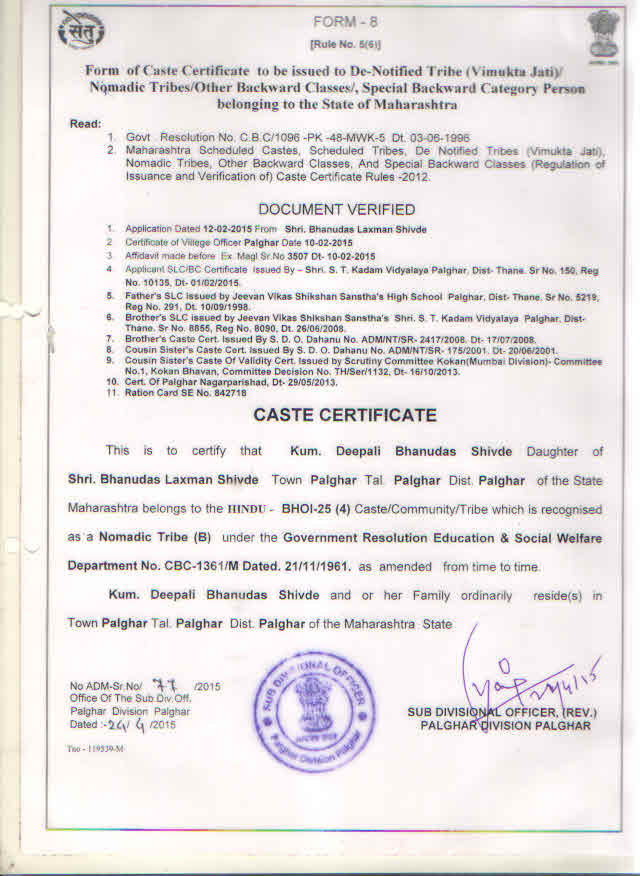 सेतु
FORM - 8
[Rule No. 5(6)]
Form of Caste Certificate to be issued to De-Notified Tribe (Vimukta Jati)/
Nomadic Tribes/Other Backward Classes/, Special Backward Category Person
belonging to the State of Maharashtra
Read:
1. Govt Resolution No. C.B.C/1096 -PK -48-MWK-5 Dt. 03-06-1996
2. Maharashtra Scheduled Castes, Scheduled Tribes, De Notified Tribes (Vimukta Jati),
Nomadic Tribes, Other Backward Classes, And Special Backward Classes (Regulation of
Issuance and Verification of) Caste Certificate Rules -2012.
DOCUMENT VERIFIED
1. Application Dated 12-02-2015 From Shri. Bhanudas Laxman Shivde
2 Certificate of Village Officer Palghar Date 10-02-2015
3. Affidavit made before Ex. Magl Sr.No 3507 Dt- 10-02-2015
4 Applicant SLC/BC Certificate Issued By – Shri. S. T. Kadam Vidyalaya Palghar, Dist- Thane. Sr No. 150, Reg
No. 10135, Dt- 01/02/2015.
5. Father's SLC Issued by Jeevan Vikas Shikshan Sanstha's High School Palghar, Dist- Thane. Sr No. 5219,
Reg No. 291, Dt. 10/09/1998.
6. Brother's SLC issued by Jeevan Vikas Shikshan Sanstha's Shri. S. T. Kadam Vidyalaya Palghar, Dist-
Thane. Sr No. 8855, Reg No. 8090, Dt. 26/06/2008.
7. Brother's Caste Cert. Issued By S. D. O. Dahanu No. ADM/NT/SR- 2417/2008. Dt- 17/07/2008.
8. Cousin Sister's Caste Cert. Issued By S. D. O. Dahanu No. ADM/NT/SR- 175/2001. Dt- 20/06/2001.
9. Cousin Sister's Caste Of Validity Cert. Issued by Scrutiny Committee Kokan(Mumbai Division)- Committee
No.1, Kokan Bhavan, Committee Decision No. TH/Ser/1132, Dt- 16/10/2013.
10. Cert. Of Palghar Nagarparishad, Dt- 29/05/2013.
11. Ration Card SE No. 842718
CASTE CERTIFICATE
This is to certify that Kum. Deepali Bhanudas Shivde Daughter of
Shri. Bhanudas Laxman Shivde Town Palghar Tal. Palghar Dist. Palghar of the State
Maharashtra belongs to the HINDU - BHOI-25 (4) Caste/Community/Tribe which is recognised
as a Nomadic Tribe (B) under the Government Resolution Education & Social Welfare
Department No. CBC-1361/M Dated. 21/11/1961. as amended from time to time.
Kum. Deepali Bhanudas Shivde and or her Family ordinarily reside(s) in
Town Palghar Tal. Palghar Dist. Palghar of the Maharashtra State
No ADM-Sr.No/ 77 /2015
Office Of The Sub.Div.Off.
Palghar Division Palghar
Dated :- 24/4 /2015
Tno - 119539-M
SUB DIVISIONAL OFFICER
Palghar Division Palghar
SUB DIVISIONAL OFFICER, (REV.)
PALGHAR DIVISION PALGHAR